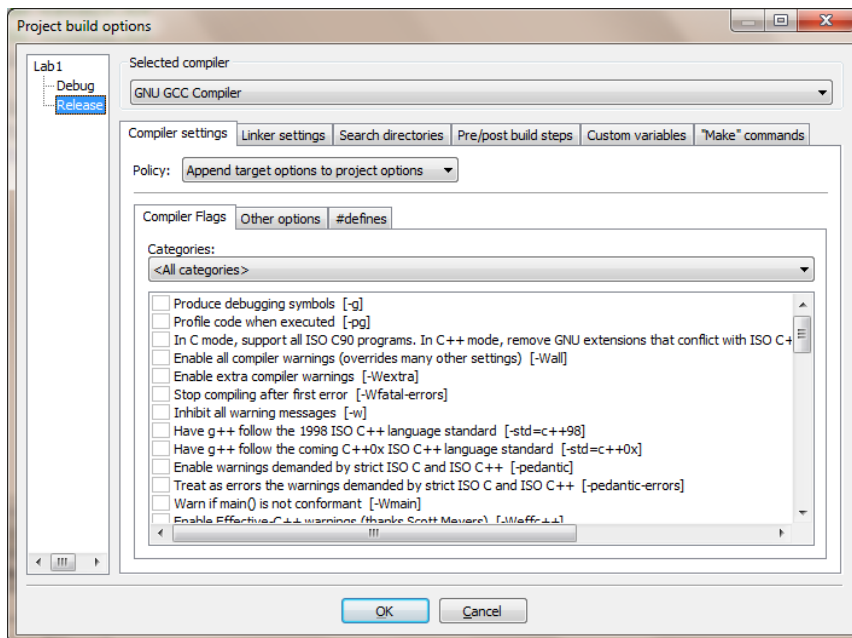 Project build options
Lab1
Debug
Release
Selected compiler
GNU GCC Compiler
Compiler settings
Linker settings
Search directories
Pre/post build steps
Custom variables
"Make" commands
Policy:
Append target options to project options
Compiler Flags
Other options
#defines
Categories:
<All categories>
Produce debugging symbols [-g]
Profile code when executed [-pg]
In C mode, support all ISO C90 programs. In C++ mode, remove GNU extensions that conflict with ISO C+
Enable all compiler warnings (overrides many other settings) [-Wall]
Enable extra compiler warnings [-Wextra]
Stop compiling after first error [-Wfatal-errors]
Inhibit all warning messages [-w]
Have g++ follow the 1998 ISO C++ language standard [-std=c++98]
Have g++ follow the coming C++0x ISO C++ language standard [-std=c++0x]
Enable warnings demanded by strict ISO C and ISO C++ [-pedantic]
Treat as errors the warnings demanded by strict ISO C and ISO C++ [-pedantic-errors]
Warn if main() is not conformant [-Wmain]
Enable Effective-C++ warnings (thanks Scott Meyers) [-Weffc++]
OK
Cancel